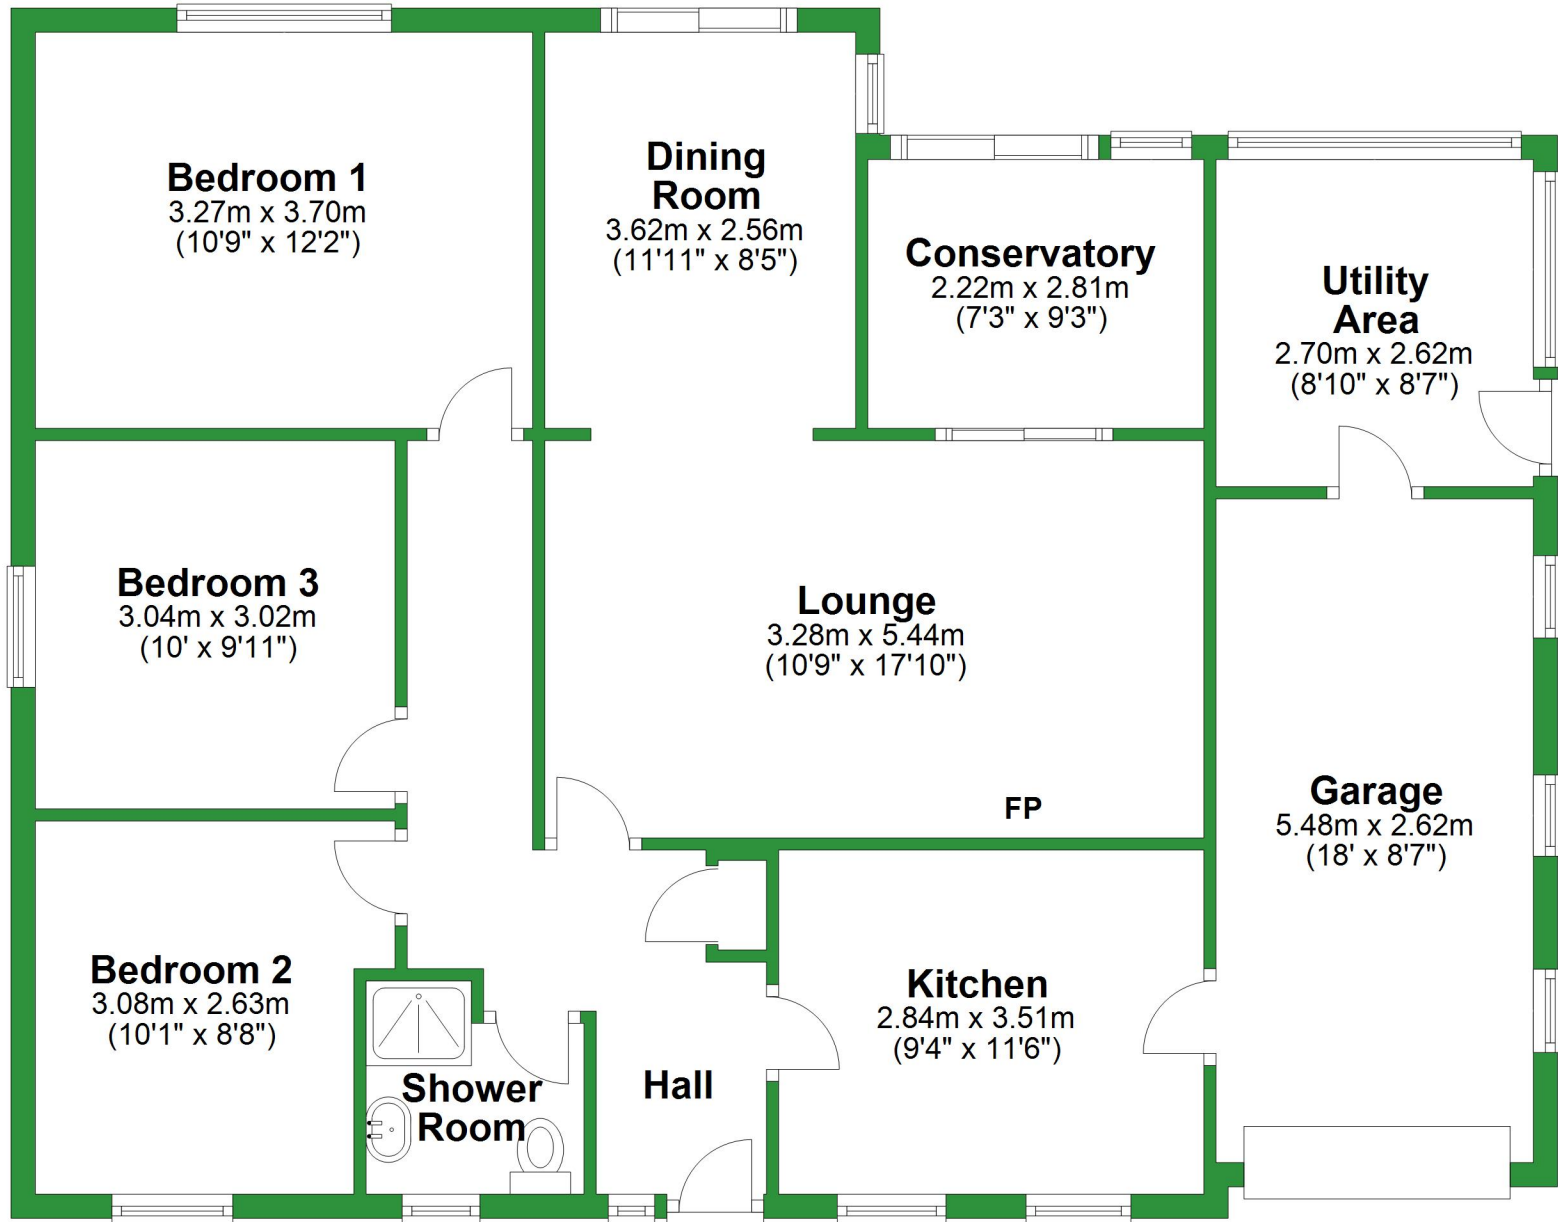 Bedroom 1
3.27m x 3.70m
(10'9" x 12'2")
Dining
Room
3.62m x 2.56m
(11'11" x 8'5")
Conservatory
2.22m x 2.81m
(7'3" x 9'3")
Utility
Area
2.70m x 2.62m
(8'10" x 8'7")
Bedroom 3
3.04m x 3.02m
(10' x 9'11")
Lounge
3.28m x 5.44m
(10'9" x 17'10")
FP
Garage
5.48m x 2.62m
(18' x 8'7")
Bedroom 2
3.08m x 2.63m
(10'1" x 8'8")
Kitchen
2.84m x 3.51m
(9'4" x 11'6")
Shower
Room
Hall